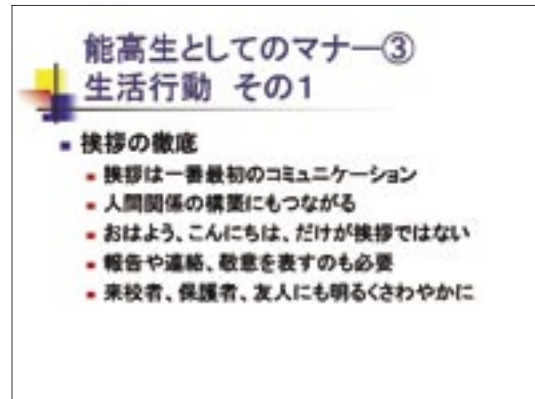 能高生としてのマナー③
生活行動 その1
挨拶の徹底
挨拶は一番最初のコミュニケーション
人間関係の構築にもつながる
おはよう、こんにちは、だけが挨拶ではない
報告や連絡、敬意を表すのも必要
来校者、保護者、友人にも明るくさわやかに